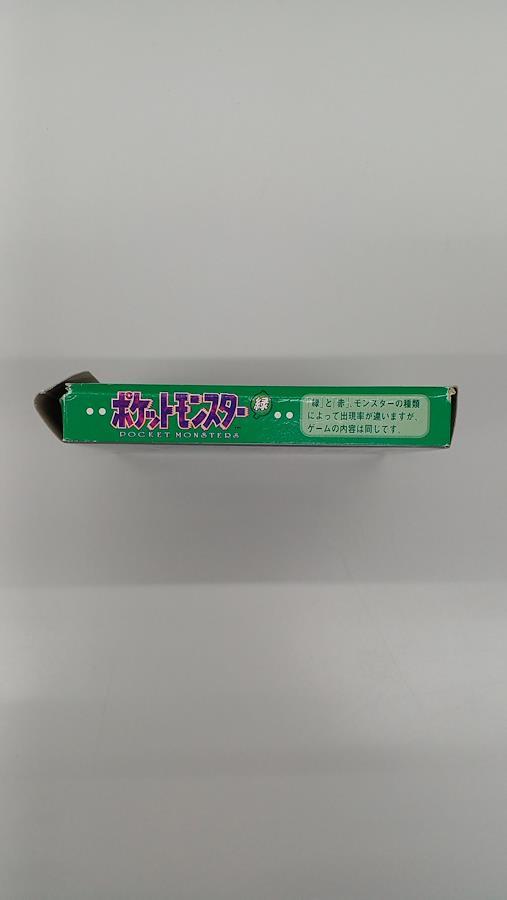 ポケットモンスター 緑
POCKET MONSTERS
「緑」と「赤」、モンスターの種類
によって出現率が違いますが、
ゲームの内容は同じです。